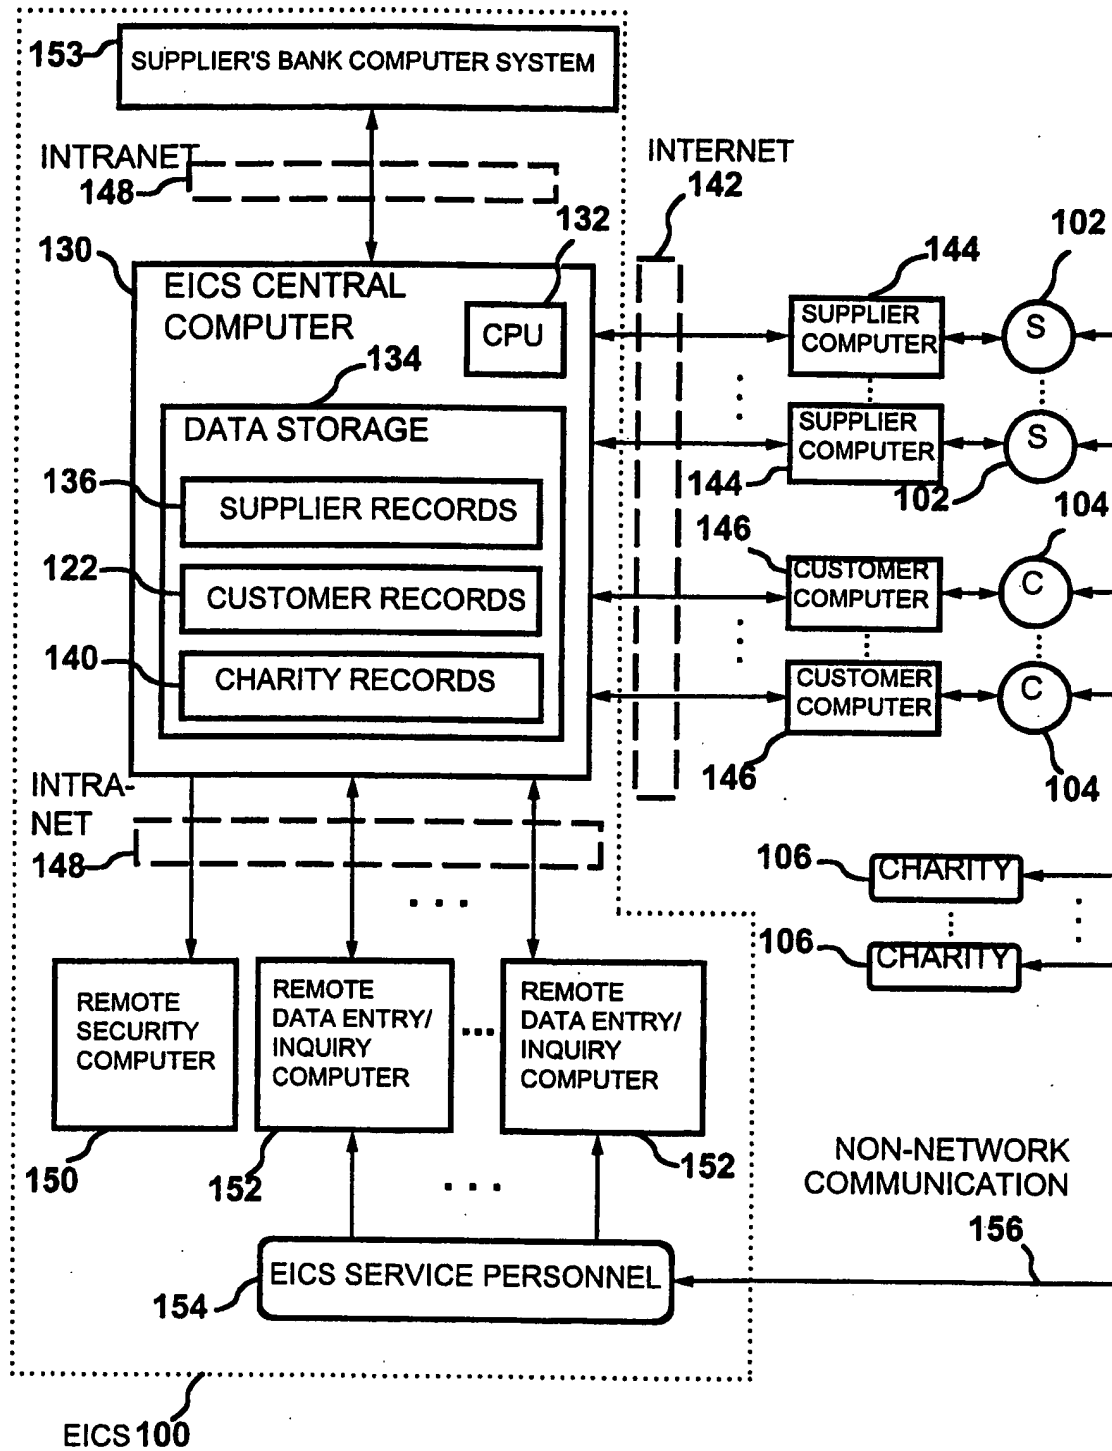 153
SUPPLIER'S BANK COMPUTER SYSTEM
INTRANET
148
INTERNET
142
132
130
EICS CENTRAL
COMPUTER
CPU
134
DATA STORAGE
136
SUPPLIER RECORDS
122
CUSTOMER RECORDS
140
CHARITY RECORDS
144
102
SUPPLIER
COMPUTER
S
SUPPLIER
COMPUTER
S
144
102
146
104
CUSTOMER
COMPUTER
C
CUSTOMER
COMPUTER
C
146
104
INTRA-
NET
148
106
CHARITY
106
CHARITY
REMOTE
SECURITY
COMPUTER
REMOTE
DATA ENTRY/
INQUIRY
COMPUTER
REMOTE
DATA ENTRY/
INQUIRY
COMPUTER
150
152
152
NON-NETWORK
COMMUNICATION
156
EICS SERVICE PERSONNEL
154
EICS 100